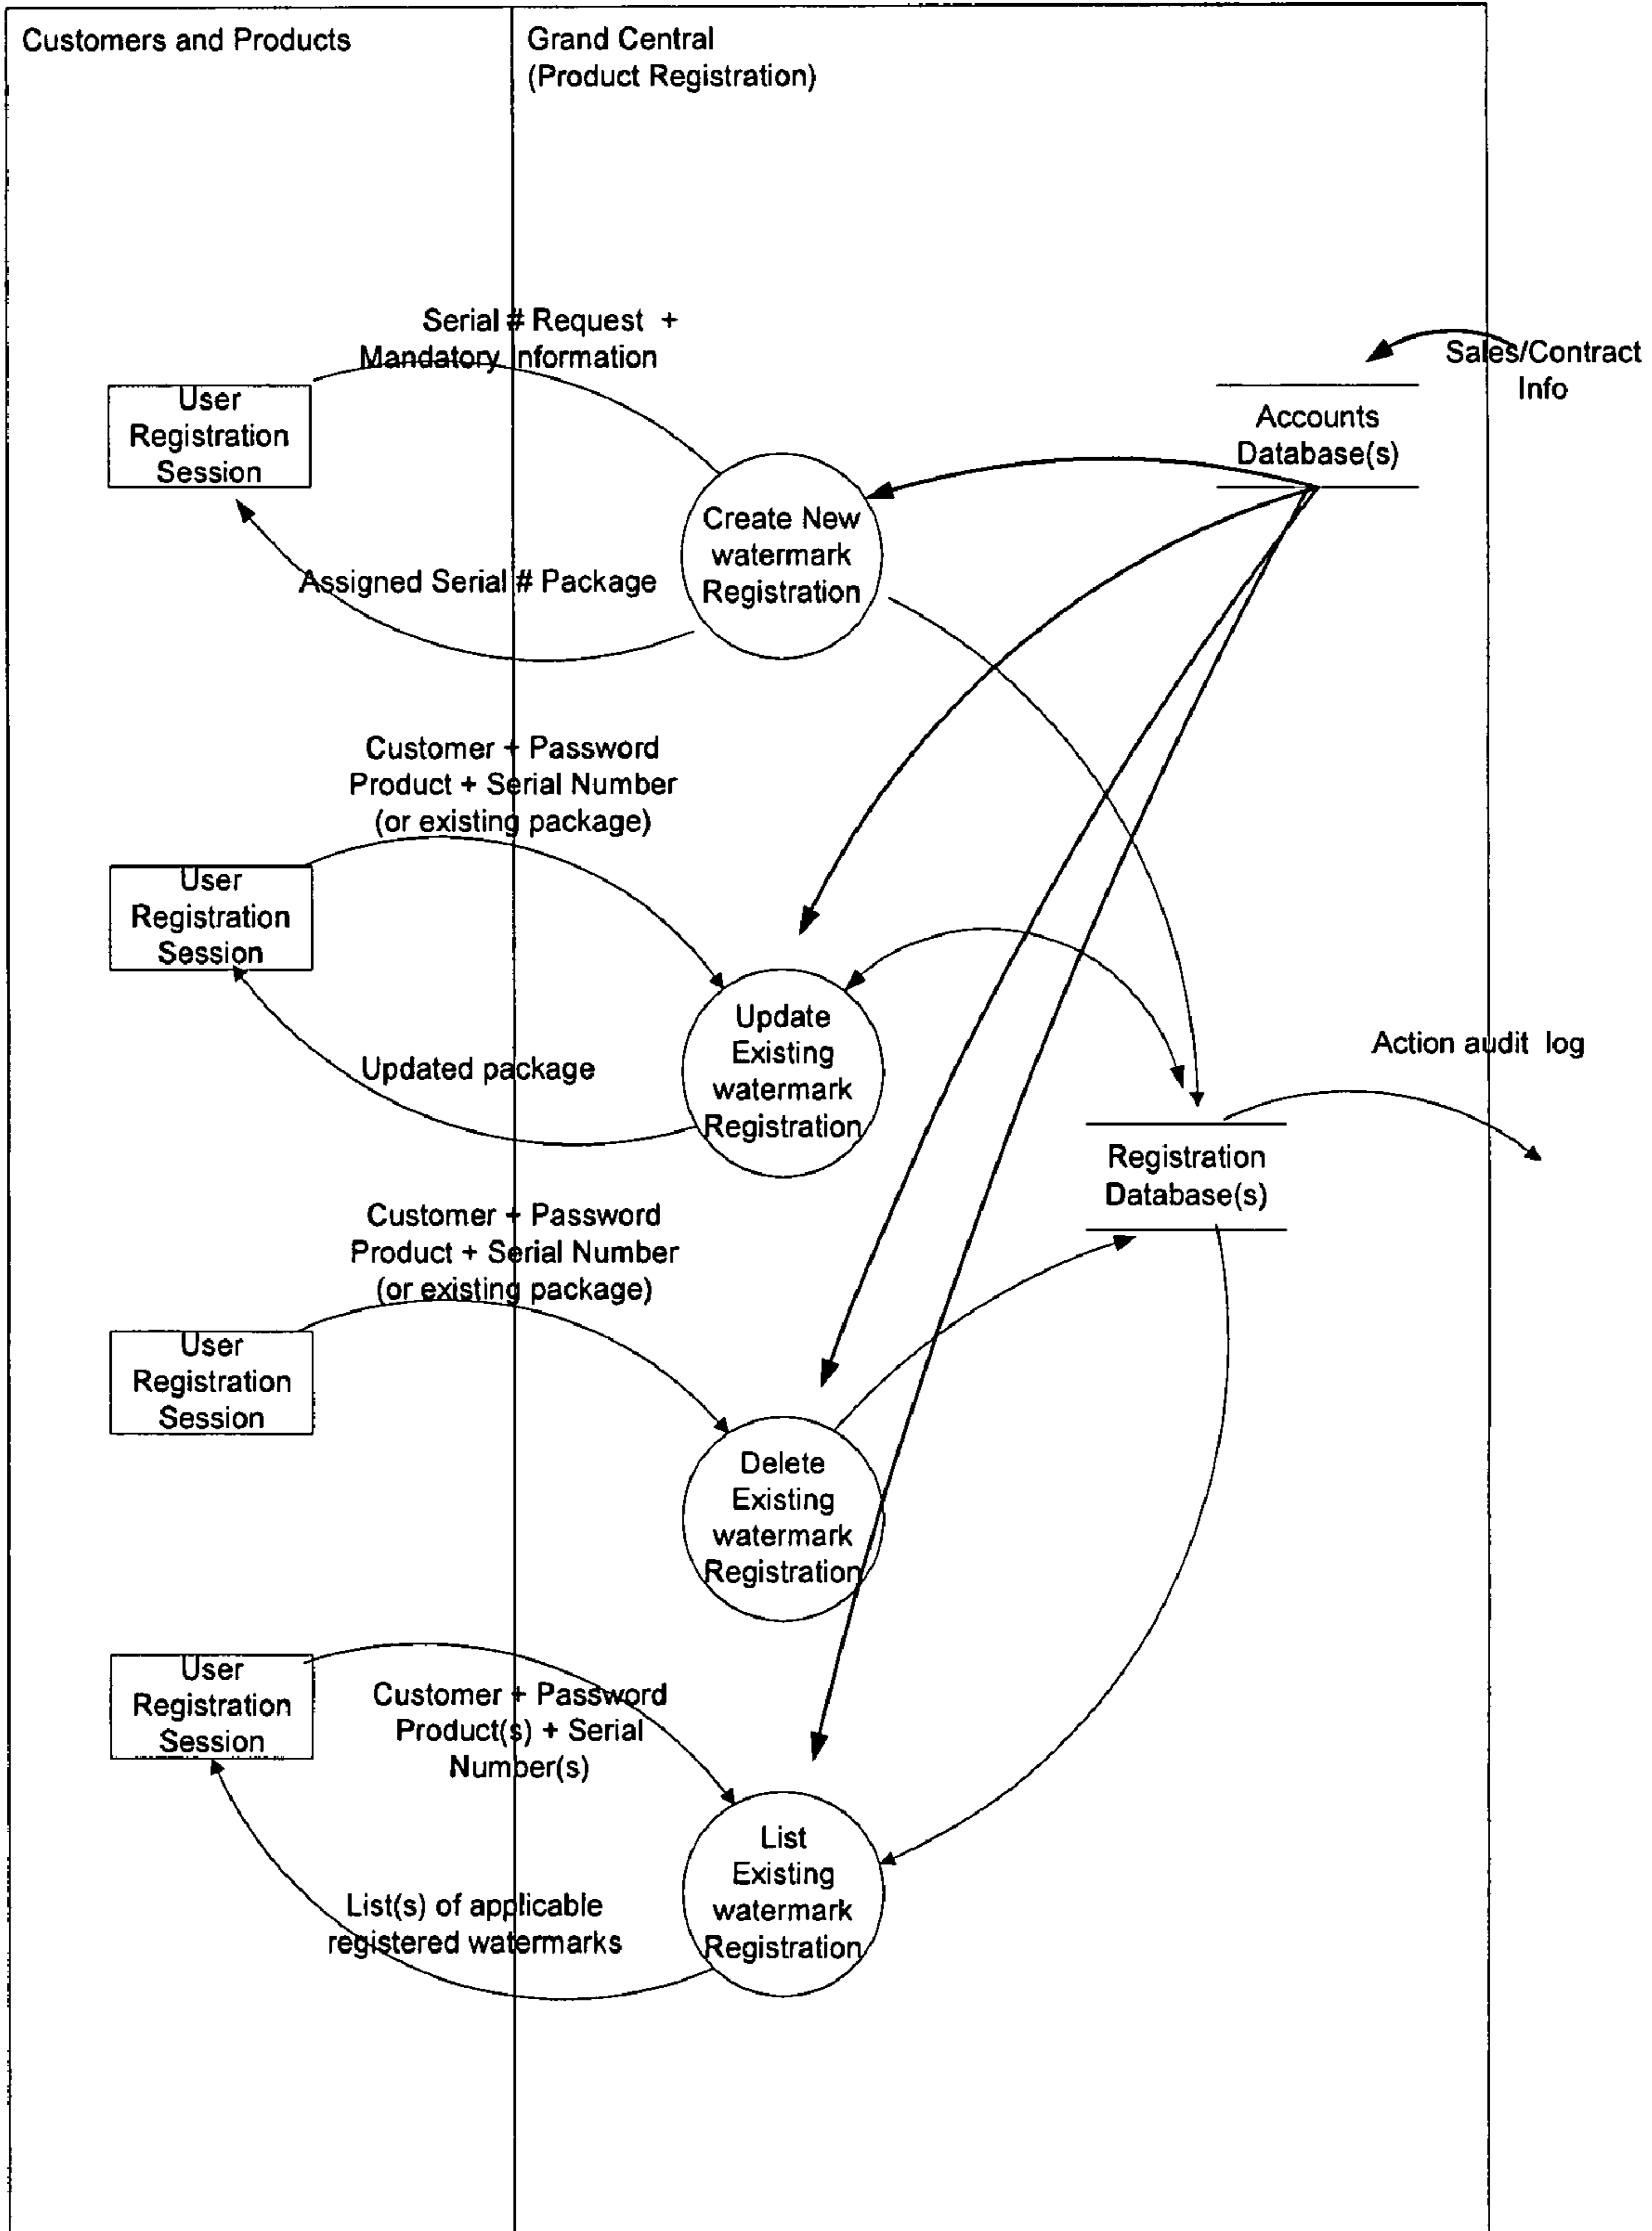 Customers and Products
Grand Central
(Product Registration)
Serial # Request +
Mandatory Information
Sales/Contract
Info
User
Registration
Session
Accounts
Database(s)
Create New
watermark
Registration
Assigned Serial # Package
Customer + Password
Product + Serial Number
(or existing package)
User
Registration
Session
Update
Existing
watermark
Registration
Updated package
Action audit log
Registration
Database(s)
Customer + Password
Product + Serial Number
(or existing package)
User
Registration
Session
Delete
Existing
watermark
Registration
User
Registration
Session
Customer + Password
Product(s) + Serial
Number(s)
List
Existing
watermark
Registration
List(s) of applicable
registered watermarks